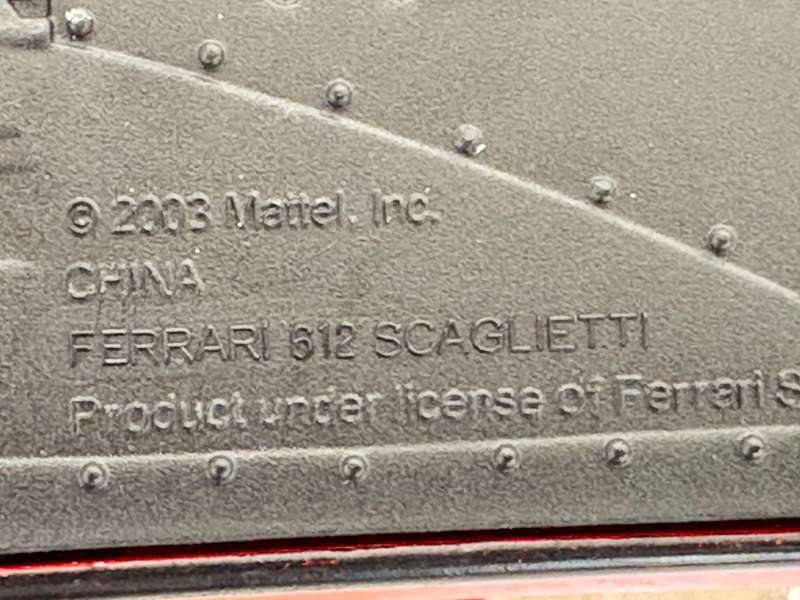 © 2003 Mattel, Inc.
CHINA
FERRARI 612 SCAGLIETTI
Product under license of Ferrari S